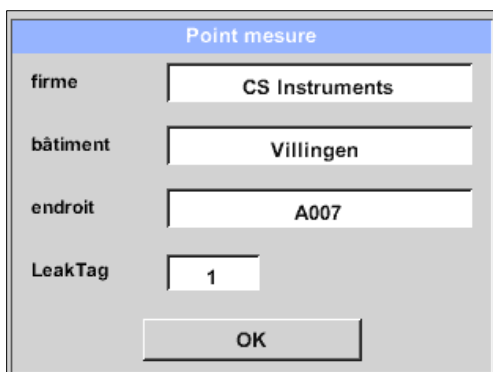 Point mesure
firme CS Instruments
bâtiment Villingen
endroit A007
LeakTag 1
OK